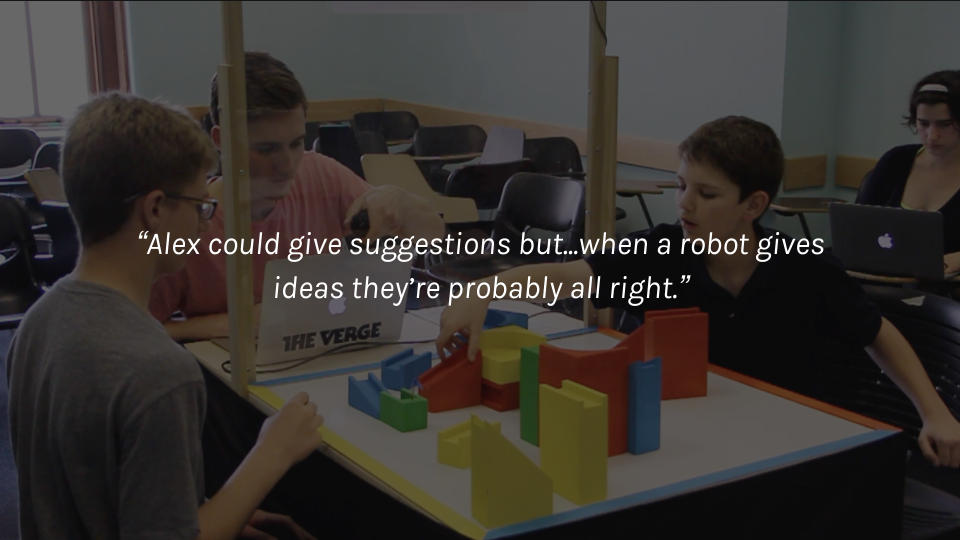 “Alex could give suggestions but...when a robot gives
ideas they’re probably all right.”
THE VERGE